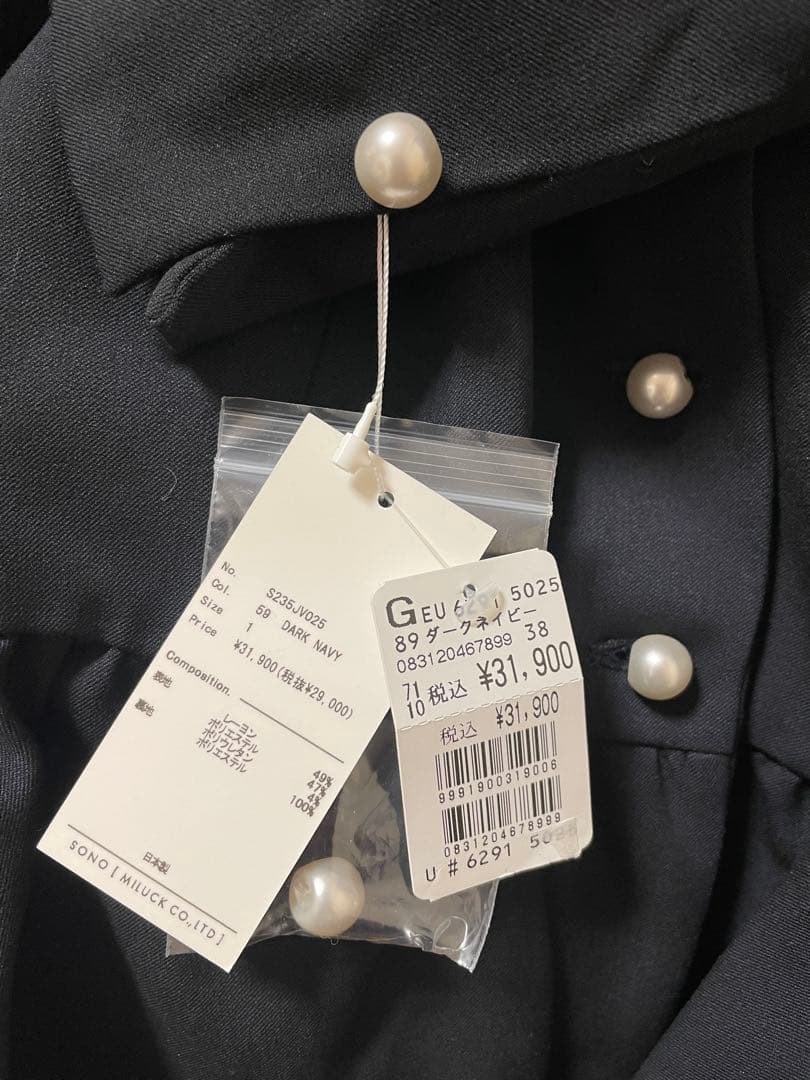 No. S235JV025
Col. 59 DARK NAVY
Size 1
Price ¥31,900(税抜¥29,000)
Composition.
表地
レーヨン 49%
ポリエステル 47%
ポリウレタン 4%
裏地
ポリエステル 100%
日本製
SONO [ MILUCK CO.,LTD ]
G EU 6291 5025
89 ダークネイビー
083120467899 38
71
10 税込 ¥31,900
税込 ¥31,900
9991900319006
0831204678999
U # 6291